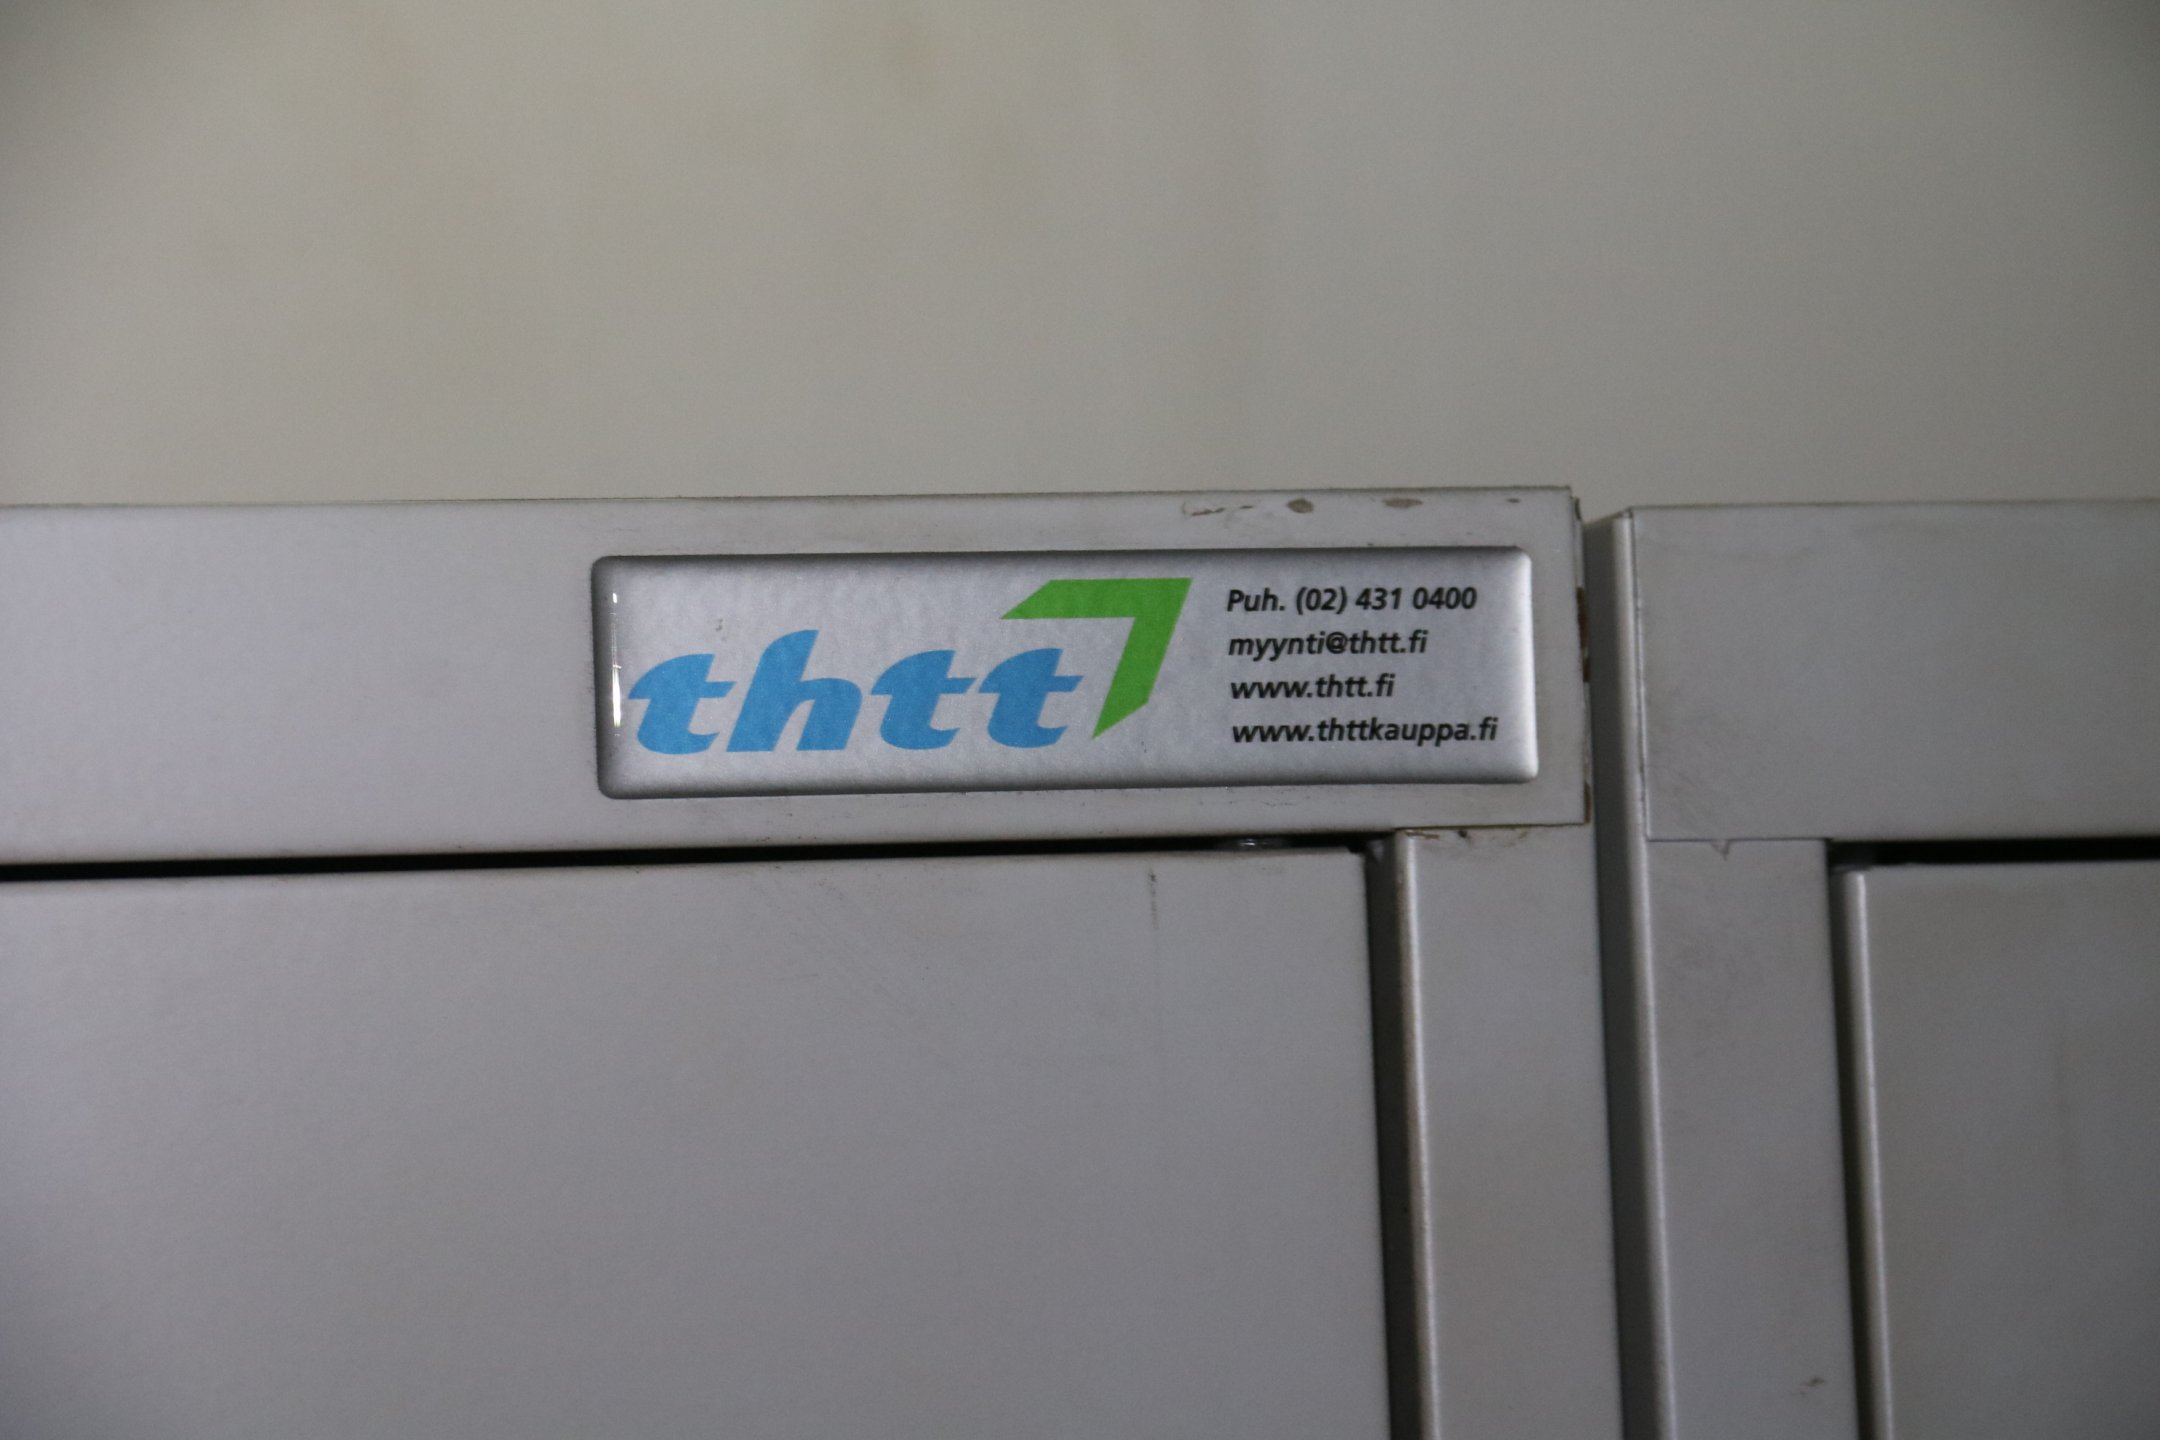 thtt
Puh. (02) 431 0400
myynti@thtt.fi
www.thtt.fi
www.thttkauppa.fi